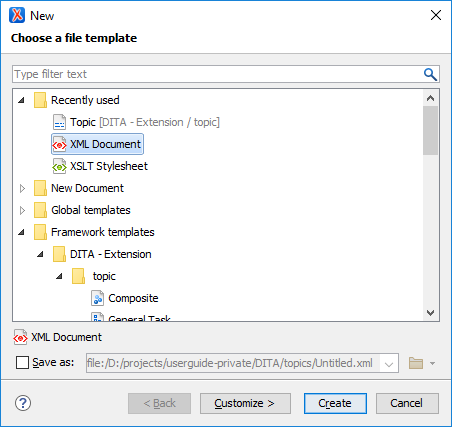 New
Choose a file template
Type filter text
Recently used
Topic [DITA - Extension / topic]
XML Document
XSLT Stylesheet
New Document
Global templates
Framework templates
DITA - Extension
topic
Composite
General Task
XML Document
Save as: file:/D:/projects/userguide-private/DITA/topics/Untitled.xml
? < Back Customize > Create Cancel